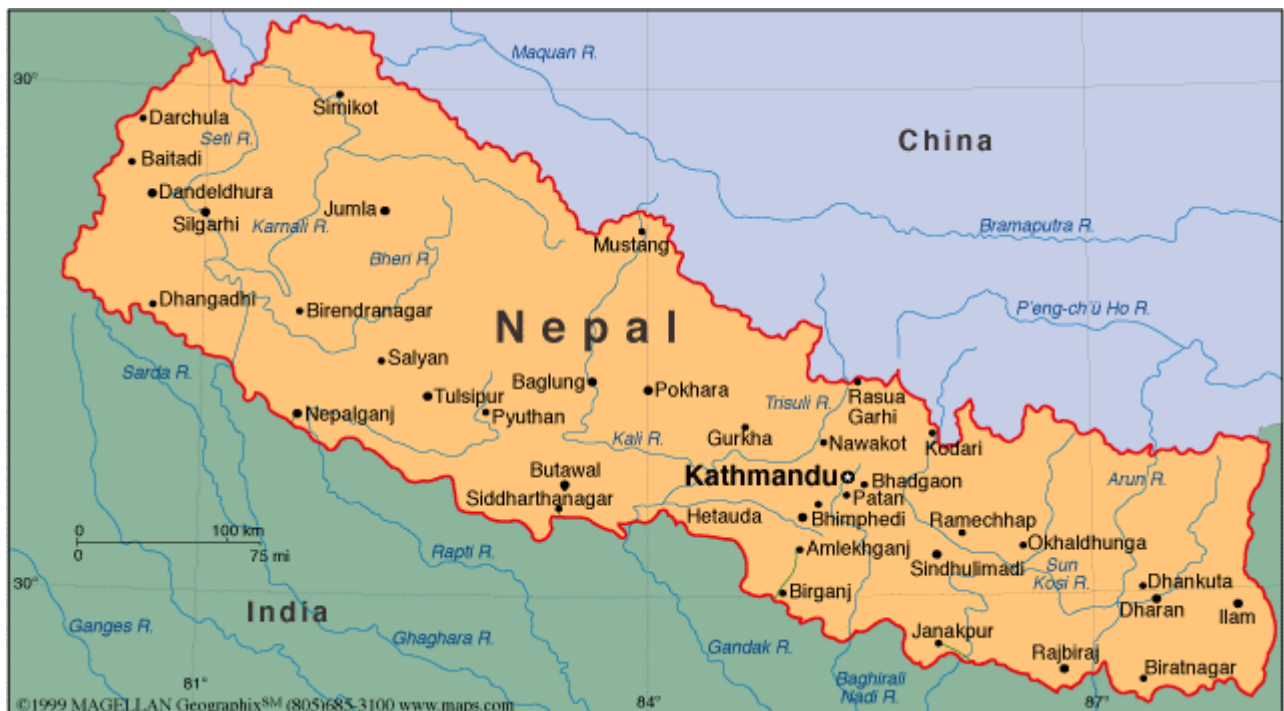 Maquan R.
30°
Simikot
Darchula
Seti R.
China
Baitadi
Dandeldhura
Silgarhi
Jumla
Karnali R.
Bramaputra R.
Mustang
Bheri R.
Dhangadhi
Birendranagar
P'eng-ch'ü Ho R.
Nepal
Salyan
Sarda R.
Baglung
Pokhara
Tulsipur
Rasua
Garhi
Trisuli R.
Nepalganj
Pyuthan
Gurkha
Kali R.
Nawakot
Kodari
Butawal
Kathmandu
Bhadgaon
Arun R.
Siddharthanagar
Patan
Hetauda
Bhimphedi
Ramechhap
0 100 km
0 75 mi
Rapti R.
Amlekhganj
Okhaldhunga
Sindhulimadi
Sun
Kosi R.
30°
Birganj
Dhankuta
Dharan
Ilam
India
Ganges R.
Ghaghara R.
Gandak R.
Janakpur
Rajbiraj
Baghirali
Nadi R.
Biratnagar
81°
84°
87°
©1999 MAGELLAN Geographix℠ (805)685-3100 www.maps.com